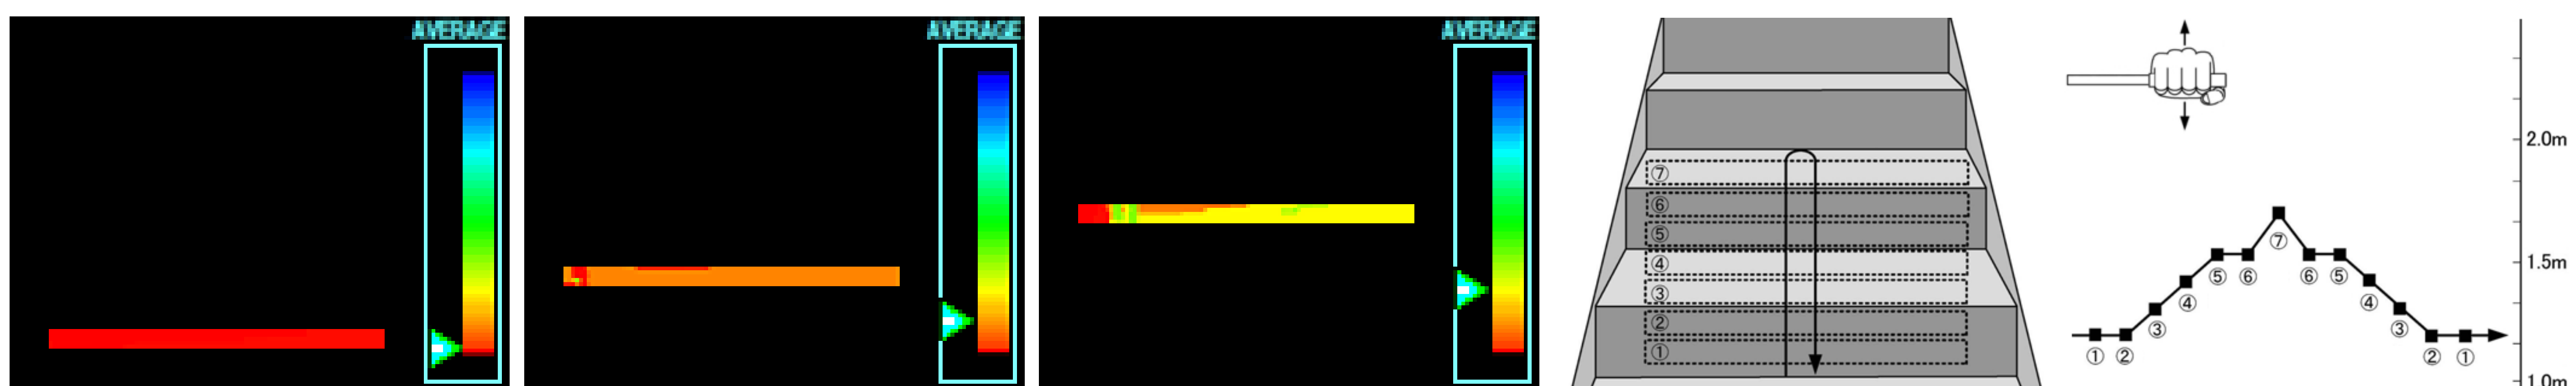 AVERAGE
AVERAGE
AVERAGE
⑦
⑥
⑤
④
③
②
①
2.0m
1.5m
1.0m
① ② ③ ④ ⑤ ⑥ ⑦ ⑥ ⑤ ④ ③ ② ①